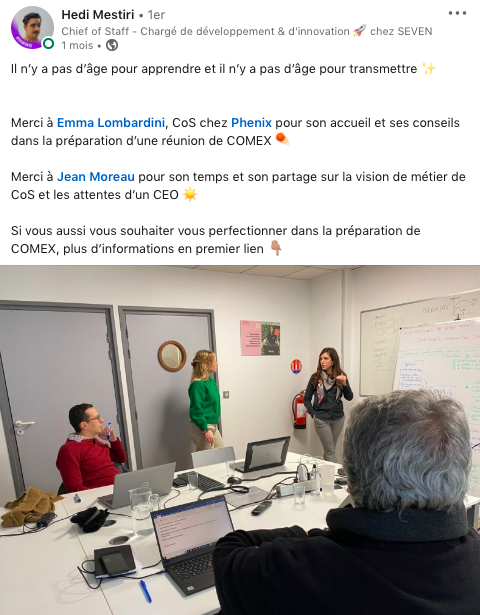 Hedi Mestiri • 1er
Chief of Staff - Chargé de développement & d'innovation 🚀 chez SEVEN
1 mois •
Il n'y a pas d'âge pour apprendre et il n'y a pas d'âge pour transmettre ✨
Merci à Emma Lombardini, CoS chez Phenix pour son accueil et ses conseils
dans la préparation d'une réunion de COMEX ☄️
Merci à Jean Moreau pour son temps et son partage sur la vision de métier de
CoS et les attentes d'un CEO ☀️
Si vous aussi vous souhaiter vous perfectionner dans la préparation de
COMEX, plus d'informations en premier lien 👇🏽